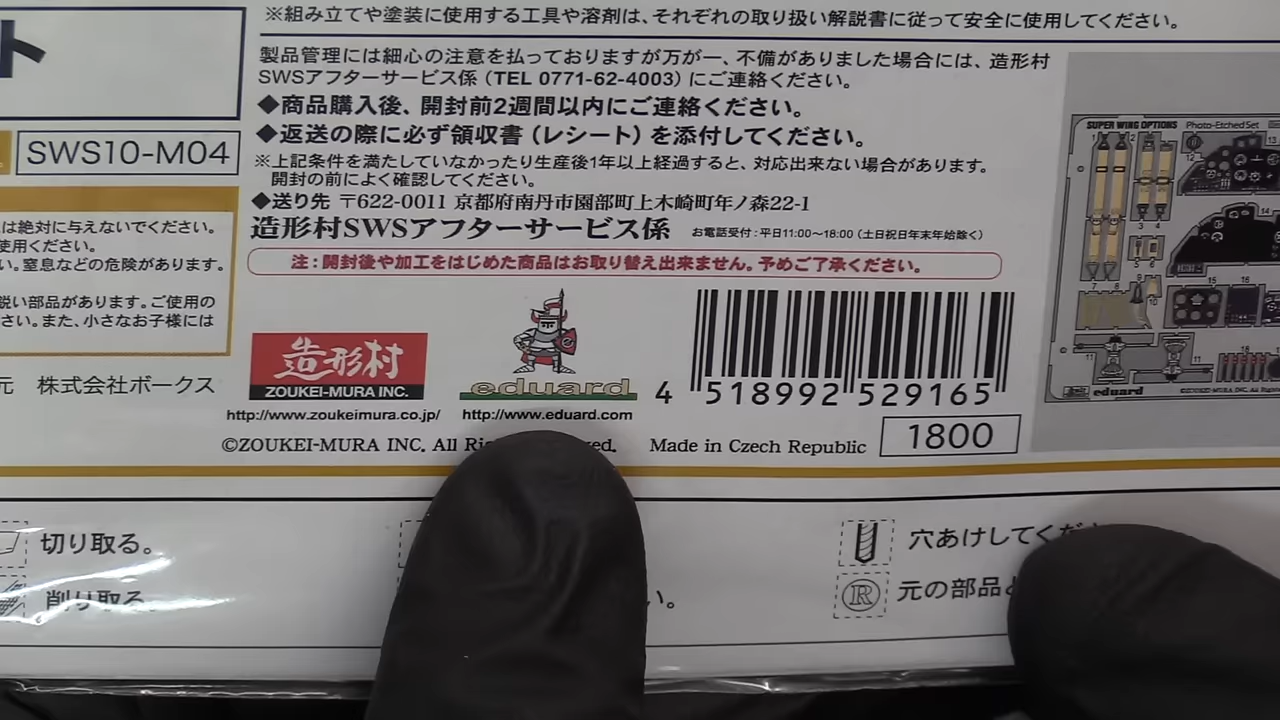 ※組み立てや塗装に使用する工具や溶剤は、それぞれの取り扱い解説書に従って安全に使用してください。
製品管理には細心の注意を払っておりますが万が一、不備がありました場合には、造形村
SWSアフターサービス係（TEL 0771-62-4003）にご連絡ください。
◆商品購入後、開封前2週間以内にご連絡ください。
◆返送の際に必ず領収書（レシート）を添付してください。
※上記条件を満たしていなかったり生産後1年以上経過すると、対応出来ない場合があります。
開封の前によく確認してください。
◆送り先 〒622-0011 京都府南丹市園部町上木崎町年ノ森22-1
造形村SWSアフターサービス係 お電話受付：平日11:00～18:00（土日祝日年末年始除く）
注：開封後や加工をはじめた商品はお取り替え出来ません。予めご了承ください。
ト
SWS10-M04
は絶対に与えないでください。
使用ください。
い。窒息などの危険があります。
鋭い部品があります。ご使用の
さい。また、小さなお子様には
元 株式会社ボークス
造形村
ZOUKEI-MURA INC.
http://www.zoukeimura.co.jp/
eduard
http://www.eduard.com
4 518992 529165
©ZOUKEI-MURA INC. All
Made in Czech Republic
1800
SUPER WING OPTIONS Photo-Etched Set
eduard
切り取る。
削り取る。
い。
穴あけしてくだ
Ⓡ 元の部品